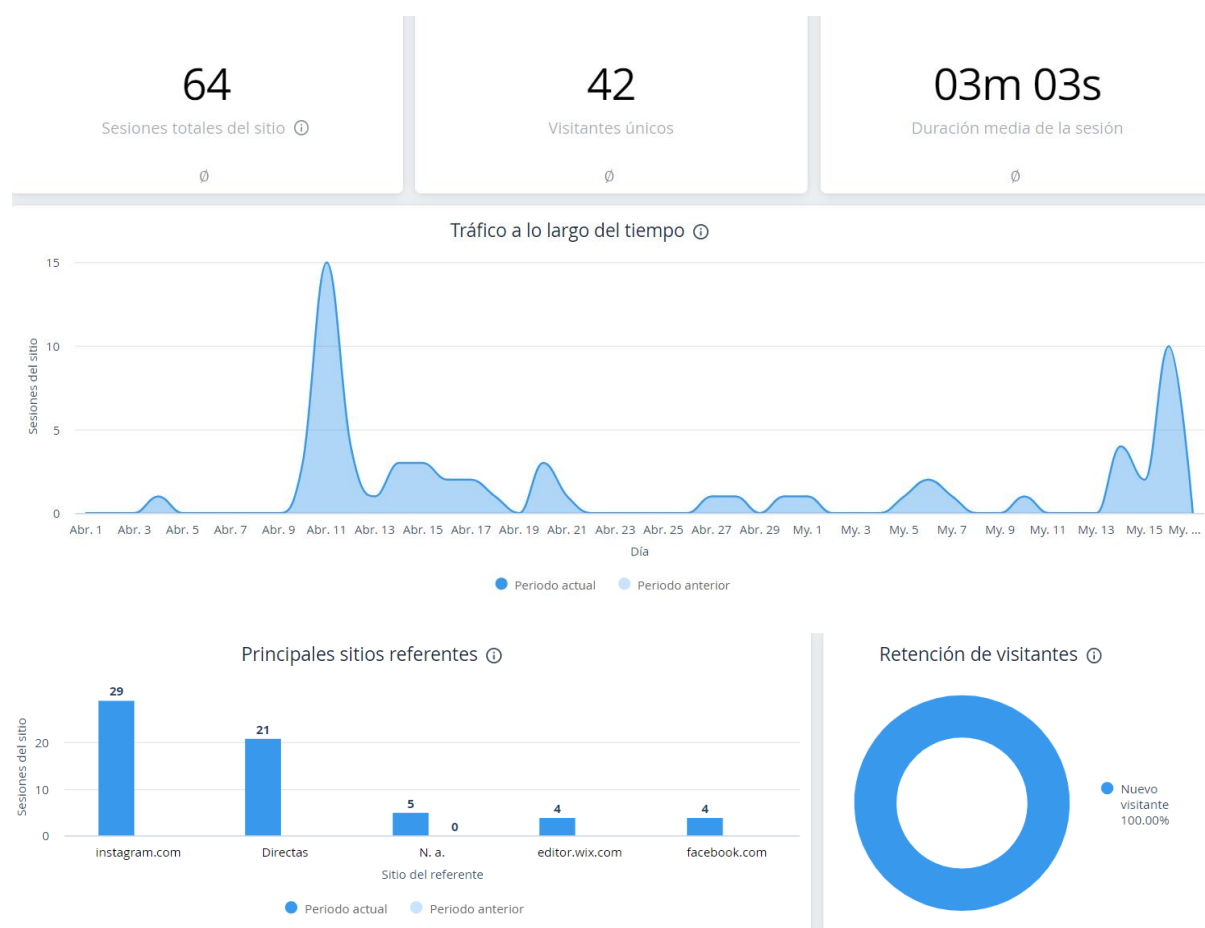 64
Sesiones totales del sitio
Ø
42
Visitantes únicos
Ø
03m 03s
Duración media de la sesión
Ø
Tráfico a lo largo del tiempo
Sesiones del sitio
15
10
5
0
Abr. 1 Abr. 3 Abr. 5 Abr. 7 Abr. 9 Abr. 11 Abr. 13 Abr. 15 Abr. 17 Abr. 19 Abr. 21 Abr. 23 Abr. 25 Abr. 27 Abr. 29 My. 1 My. 3 My. 5 My. 7 My. 9 My. 11 My. 13 My. 15 My. ...
Día
Periodo actual Periodo anterior
Principales sitios referentes
Sesiones del sitio
20
10
0
29
21
5
0
4
4
instagram.com Directas N. a. editor.wix.com facebook.com
Sitio del referente
Periodo actual Periodo anterior
Retención de visitantes
Nuevo
visitante
100.00%